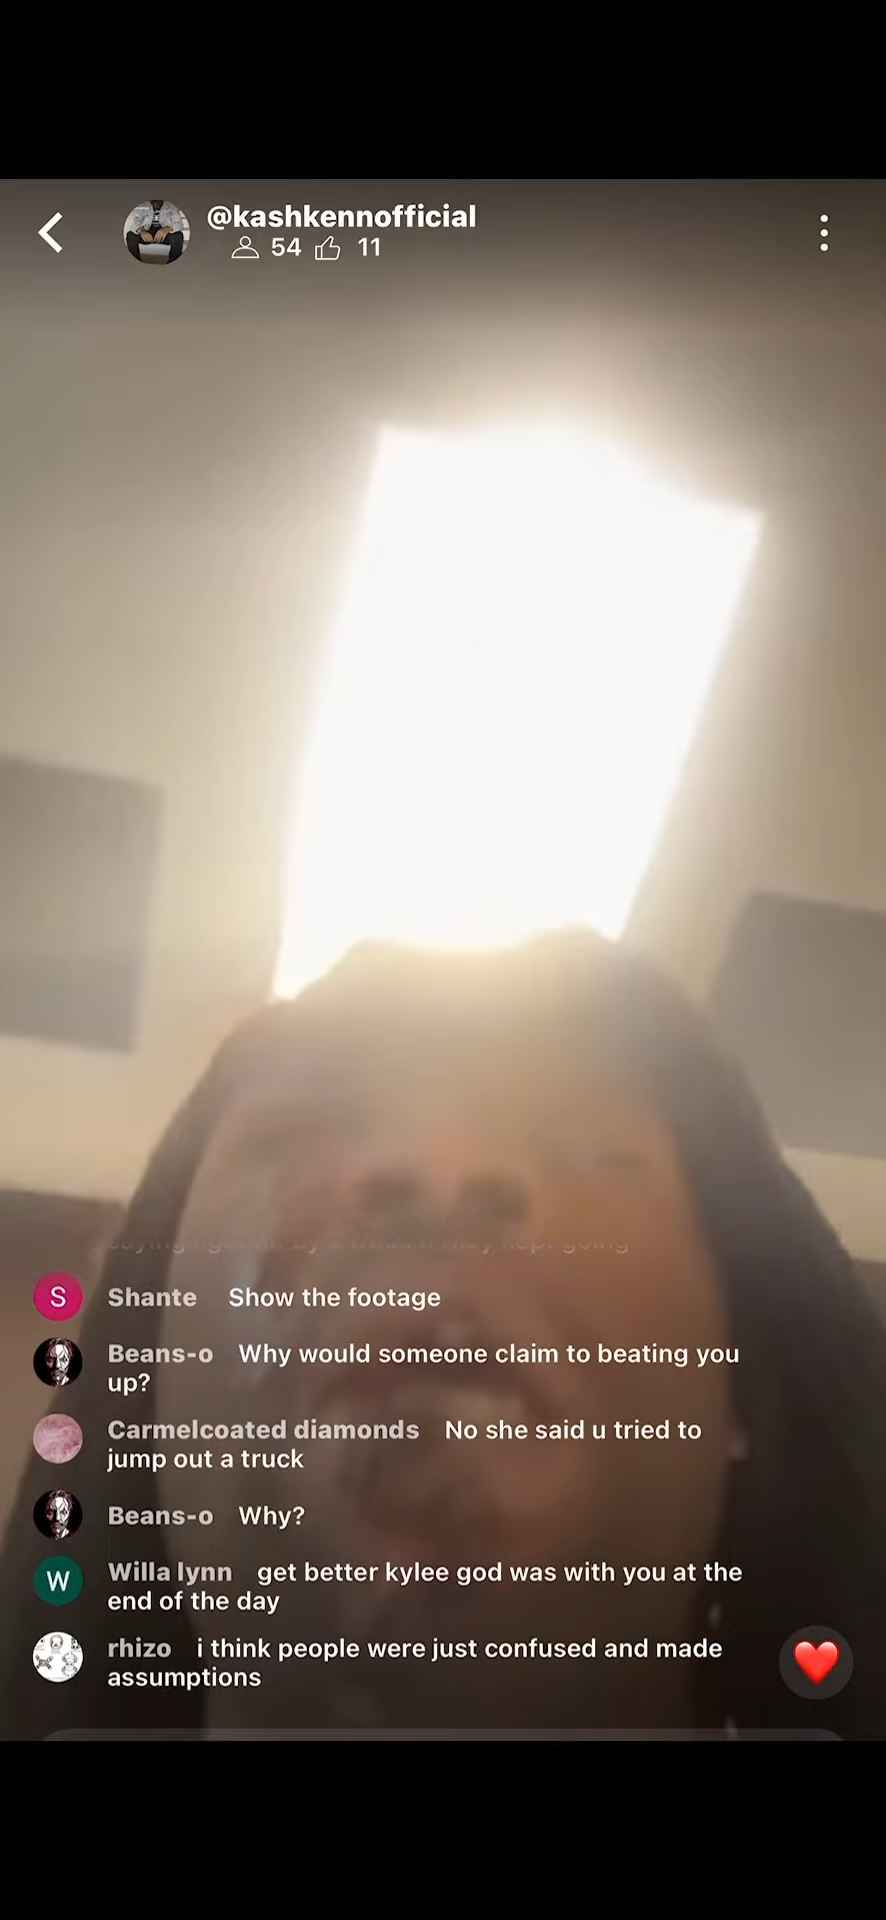 @kashkennofficial
54 11
S Shante Show the footage
Beans-o Why would someone claim to beating you
up?
Carmelcoated diamonds No she said u tried to
jump out a truck
Beans-o Why?
W Willa lynn get better kylee god was with you at the
end of the day
rhizo i think people were just confused and made
assumptions